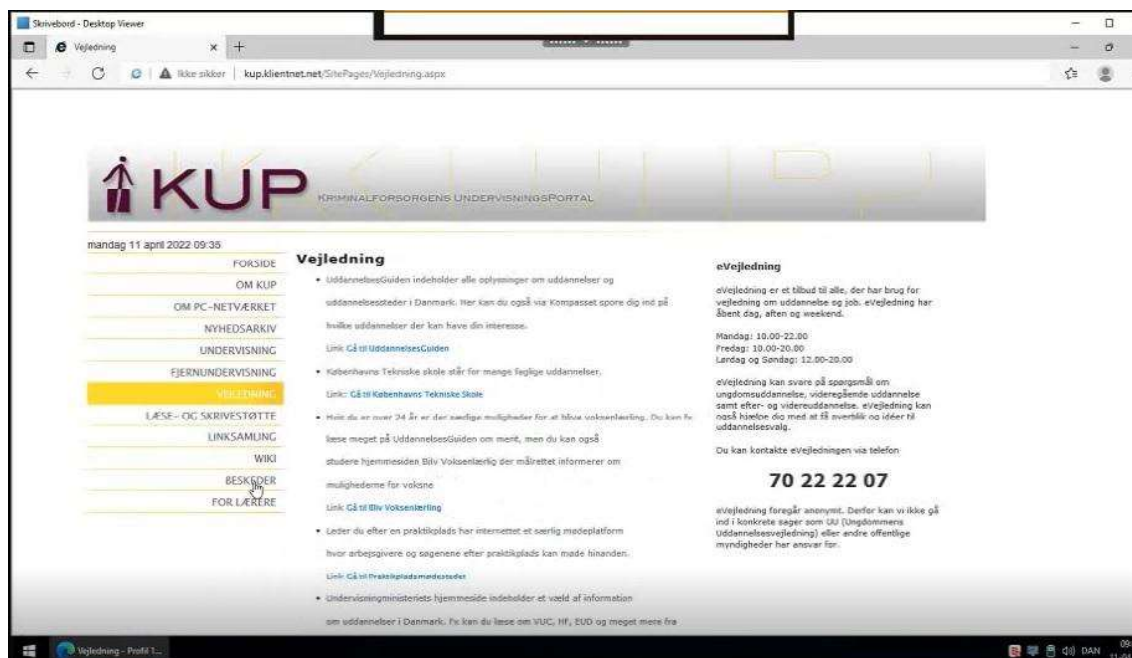 Skrivebord - Desktop Viewer
Vejledning
Ikke sikker
kup.klientnet.net/SitePages/Vejledning.aspx
KUP
KRIMINALFORSORGENS UNDERVISNINGSPORTAL
mandag 11 april 2022 09:35
FORSIDE
OM KUP
OM PC-NETVÆRKET
NYHEDSARKIV
UNDERVISNING
FJERNUNDERVISNING
VEJLEDNING
LÆSE- OG SKRIVESTØTTE
LINKSAMLING
WIKI
BESKEDER
FOR LÆRERE
Vejledning
• UddannelsesGuiden indeholder alle oplysninger om uddannelser og
uddannelsessteder i Danmark. Her kan du også via Kompasset spore dig ind på
hvilke uddannelser der kan have din interesse.
Link Gå til UddannelsesGuiden
• Københavns Tekniske skole står for mange faglige uddannelser.
Link: Gå til Københavns Tekniske Skole
• Hvis du er over 24 år er der særlige muligheder for at blive voksenlærling. Du kan fx
læse meget på UddannelsesGuiden om ment, men du kan også
studere hjemmesiden Bliv Voksenlærlig der målrettet informerer om
mulighederne for voksne
Link Gå til Bliv Voksenlærling
• Leder du efter en praktikplads har internettet et særlig mødeplatform
hvor arbejsgivere og søgenene efter praktikplads kan møde hinanden.
Link: Gå til Praktikpladsmødestedet
• Undervisningministeriets hjemmeside indeholder et væld af information
om uddannelser i Danmark. Fx kan du læse om VUC, HF, EUD og meget mere fra
eVejledning
eVejledning er et tilbud til alle, der har brug for
vejledning om uddannelse og job. eVejledning har
åbent dag, aften og weekend.
Mandag: 10.00-22.00
Fredag: 10.00-20.00
Lørdag og Søndag: 12.00-20.00
eVejledning kan svare på spørgsmål om
ungdomsuddannelse, videregående uddannelse
samt efter- og videreuddannelse. eVejledning kan
også hjælpe dig med at få overblik og idéer til
uddannelsesvalg.
Du kan kontakte eVejledningen via telefon
70 22 22 07
eVejledning foregår anonymt. Derfor kan vi ikke gå
ind i konkrete sager som UU (Ungdommens
Uddannelsesvejledning) eller andre offentlige
myndigheder har ansvar for.
Vejledning - Profil 1...
DAN